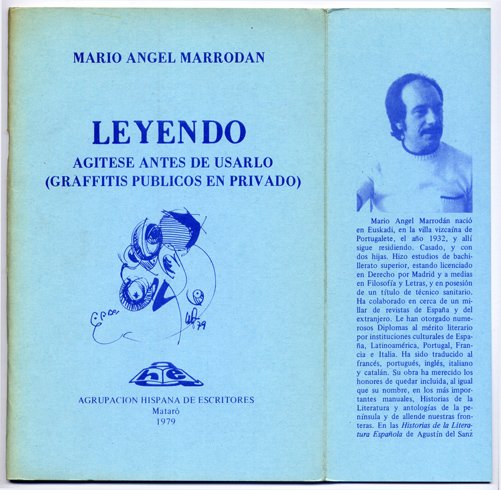 MARIO ANGEL MARRODAN
LEYENDO
AGITESE ANTES DE USARLO
(GRAFFITIS PUBLICOS EN PRIVADO)
79
AGRUPACION HISPANA DE ESCRITORES
Mataró
1979
Mario Angel Marrodán nació
en Euskadi, en la villa vizcaína de
Portugalete, el año 1932, y allí
sigue residiendo. Casado, y con
dos hijas. Hizo estudios de bachi-
llerato superior, estando licenciado
en Derecho por Madrid y a medias
en Filosofía y Letras, y en posesión
de un título de técnico sanitario.
Ha colaborado en cerca de un mi-
llar de revistas de España y del
extranjero. Le han otorgado nume-
rosos Diplomas al mérito literario
por instituciones culturales de Espa-
ña, Latinoamérica, Portugal, Fran-
cia e Italia. Ha sido traducido al
francés, portugués, inglés, italiano
y catalán. Su obra ha merecido los
honores de quedar incluida, al igual
que su nombre, en los más impor-
tantes manuales, Historias de la
Literatura y antologías de la pe-
nínsula y de allende nuestras fron-
teras. En las Historias de la Litera-
tura Española de Agustín del Sanz